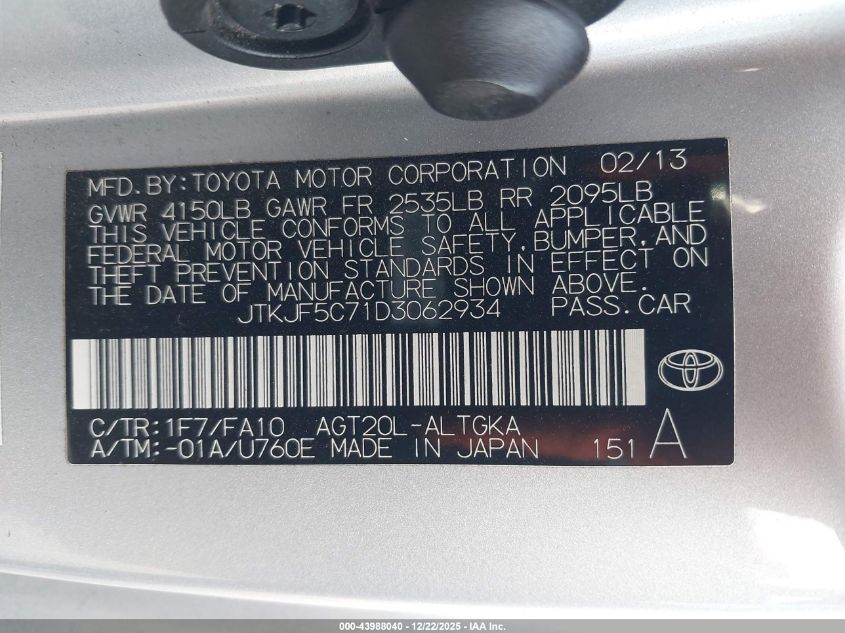 MFD. BY: TOYOTA MOTOR CORPORATION 02/13
GVWR 4150LB GAWR FR 2535LB RR 2095LB
THIS VEHICLE CONFORMS TO ALL APPLICABLE
FEDERAL MOTOR VEHICLE SAFETY, BUMPER, AND
THEFT PREVENTION STANDARDS IN EFFECT ON
THE DATE OF MANUFACTURE SHOWN ABOVE.
JTKJF5C71D3062934 PASS. CAR
C/TR: 1F7/FA10 AGT20L-ALTGKA
A/TM:-01A/U760E MADE IN JAPAN 151 A
000-43988040 - 12/22/2025 - IAA Inc.